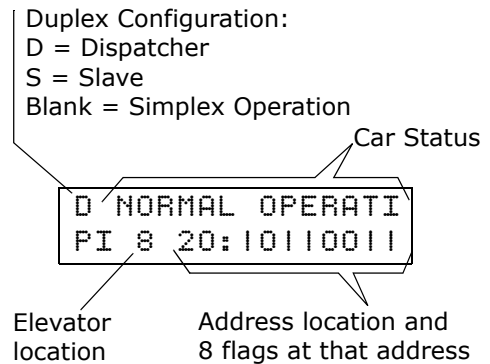 Duplex Configuration:
D = Dispatcher
S = Slave
Blank = Simplex Operation
Car Status
D NORMAL OPERATI
PI 8 20:10110011
Elevator
location
Address location and
8 flags at that address